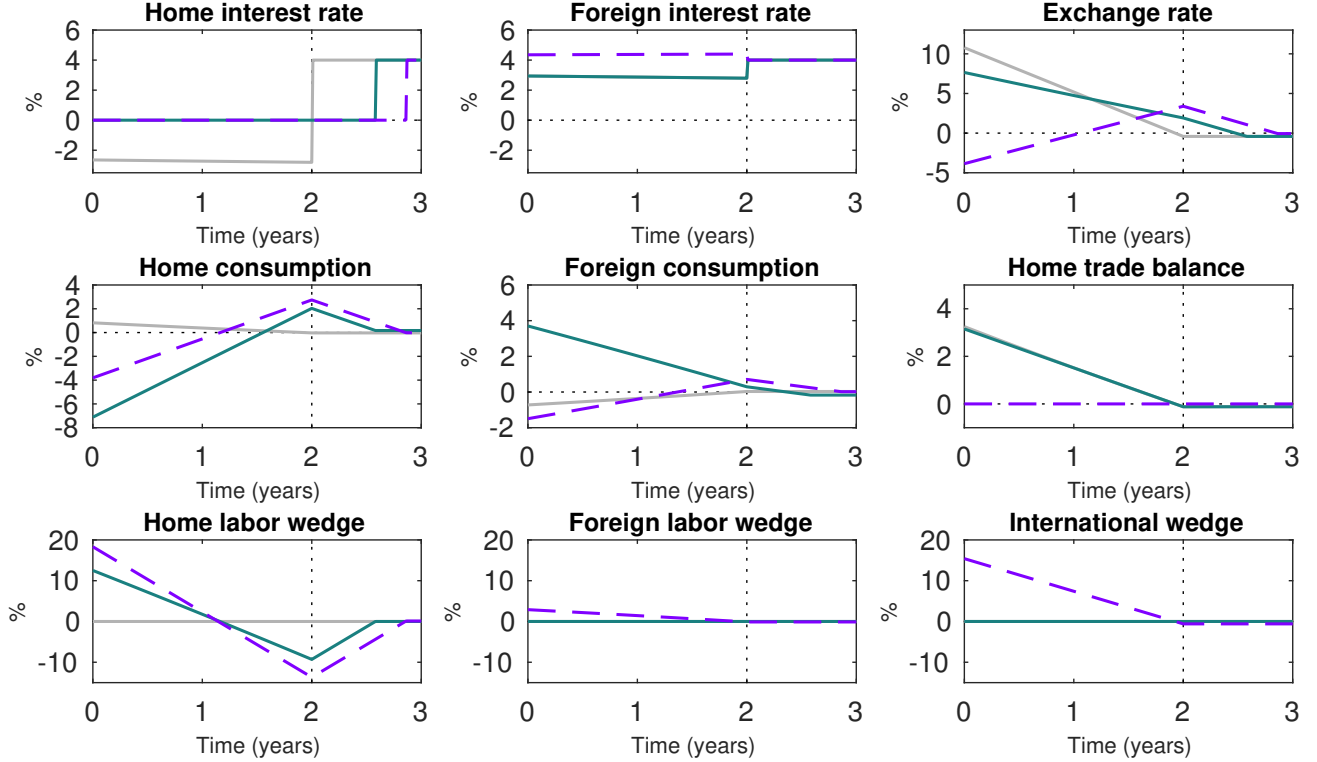 Home interest rate
6
4
2
0
-2
%
0 1 2 3
Time (years)
Foreign interest rate
6
4
2
0
-2
%
0 1 2 3
Time (years)
Exchange rate
10
5
0
-5
%
0 1 2 3
Time (years)
Home consumption
4
2
0
-2
-4
-6
-8
%
0 1 2 3
Time (years)
Foreign consumption
6
4
2
0
-2
%
0 1 2 3
Time (years)
Home trade balance
4
2
0
%
0 1 2 3
Time (years)
Home labor wedge
20
10
0
-10
%
0 1 2 3
Time (years)
Foreign labor wedge
20
10
0
-10
%
0 1 2 3
Time (years)
International wedge
20
10
0
-10
%
0 1 2 3
Time (years)